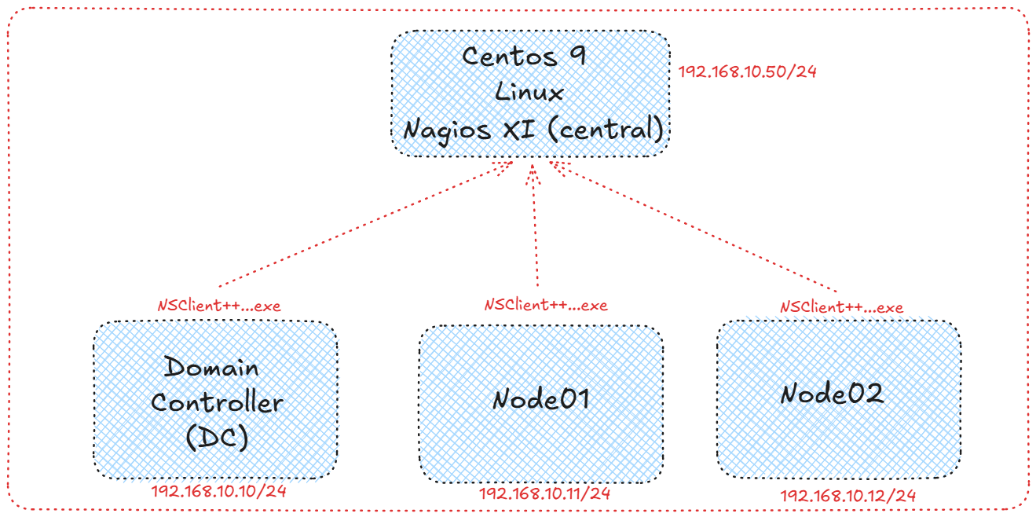 Centos 9
Linux
Nagios XI (central)
192.168.10.50/24
NSClient++...exe
NSClient++...exe
NSClient++...exe
Domain
Controller
(DC)
Node01
Node02
192.168.10.10/24
192.168.10.11/24
192.168.10.12/24